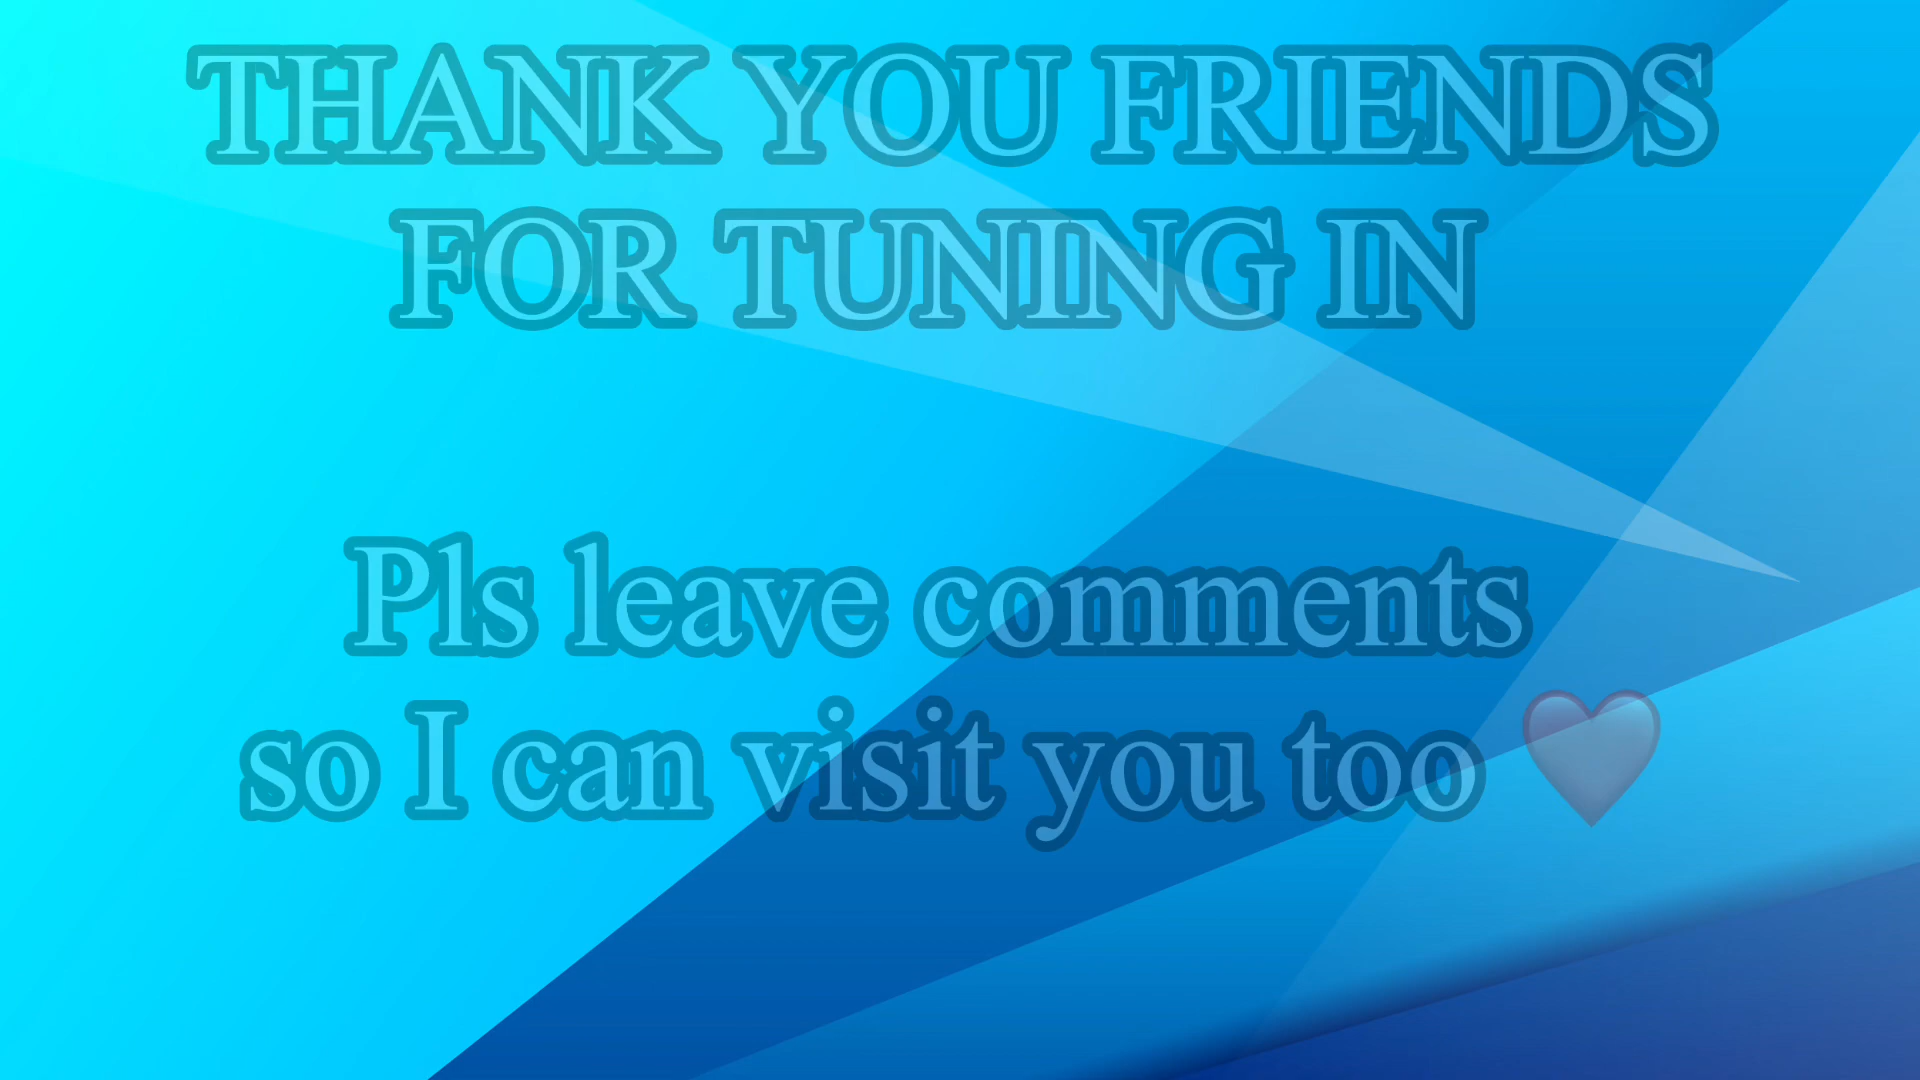 THANK YOU FRIENDS
FOR TUNING IN
Pls leave comments
so I can visit you too ❤